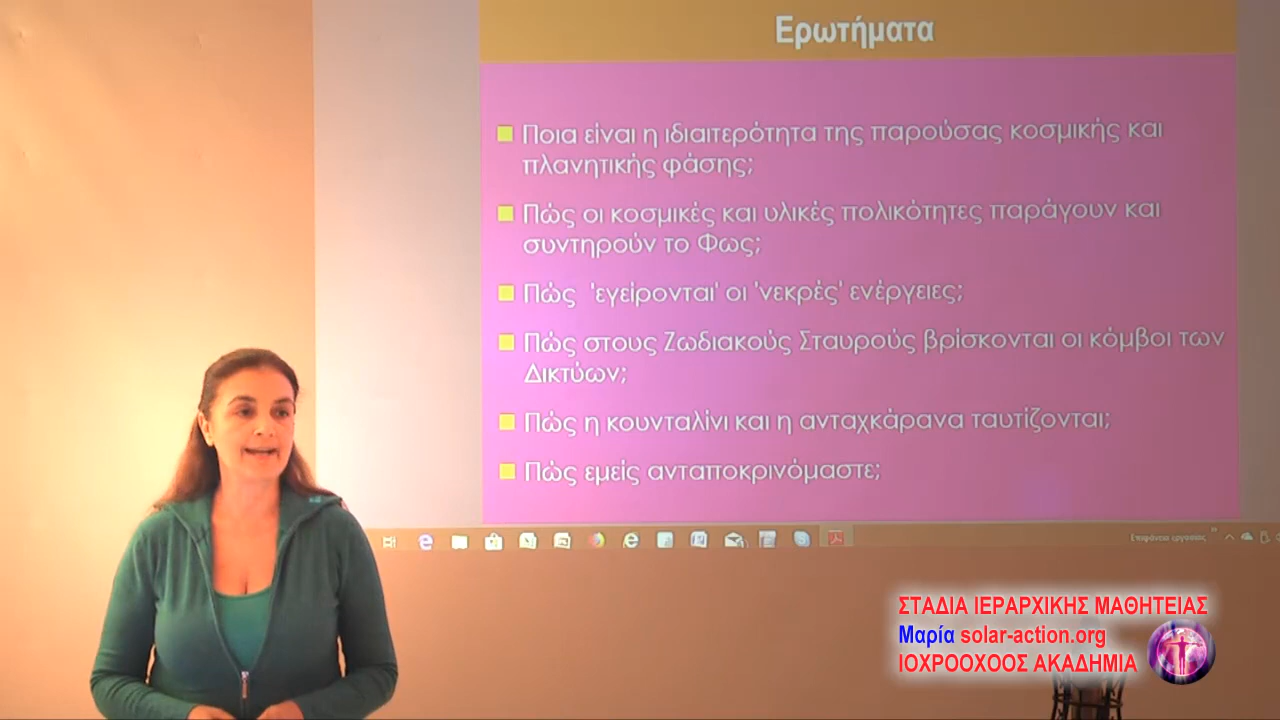 Ερωτήματα
Ποια είναι η ιδιαιτερότητα της παρούσας κοσμικής και
πλανητικής φάσης;
Πώς οι κοσμικές και υλικές πολικότητες παράγουν και
συντηρούν το Φως;
Πώς 'εγείρονται' οι 'νεκρές' ενέργειες;
Πώς στους Ζωδιακούς Σταυρούς βρίσκονται οι κόμβοι των
Δικτύων;
Πώς η κουνταλίνι και η ανταχκάρανα ταυτίζονται;
Πώς εμείς ανταποκρινόμαστε;
Επιφάνεια εργασίας
ΣΤΑΔΙΑ ΙΕΡΑΡΧΙΚΗΣ ΜΑΘΗΤΕΙΑΣ
Μαρία solar-action.org
ΙΟΧΡΟΟΧΟΟΣ ΑΚΑΔΗΜΙΑ